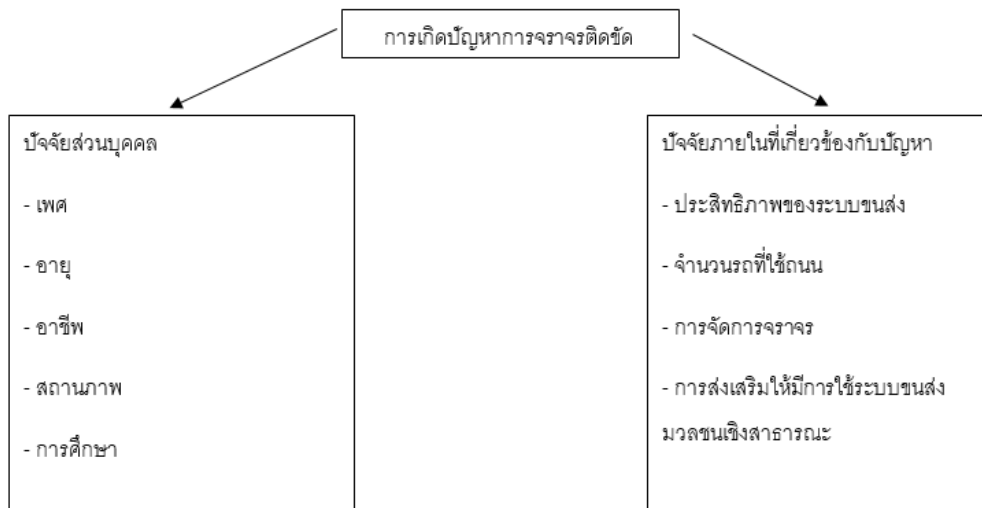 การเกิดปัญหาการจราจรติดขัด
ปัจจัยส่วนบุคคล
- เพศ
- อายุ
- อาชีพ
- สถานภาพ
- การศึกษา
ปัจจัยภายในที่เกี่ยวข้องกับปัญหา
- ประสิทธิภาพของระบบขนส่ง
- จำนวนรถที่ใช้ถนน
- การจัดการจราจร
- การส่งเสริมให้มีการใช้ระบบขนส่ง
มวลชนเชิงสาธารณะ